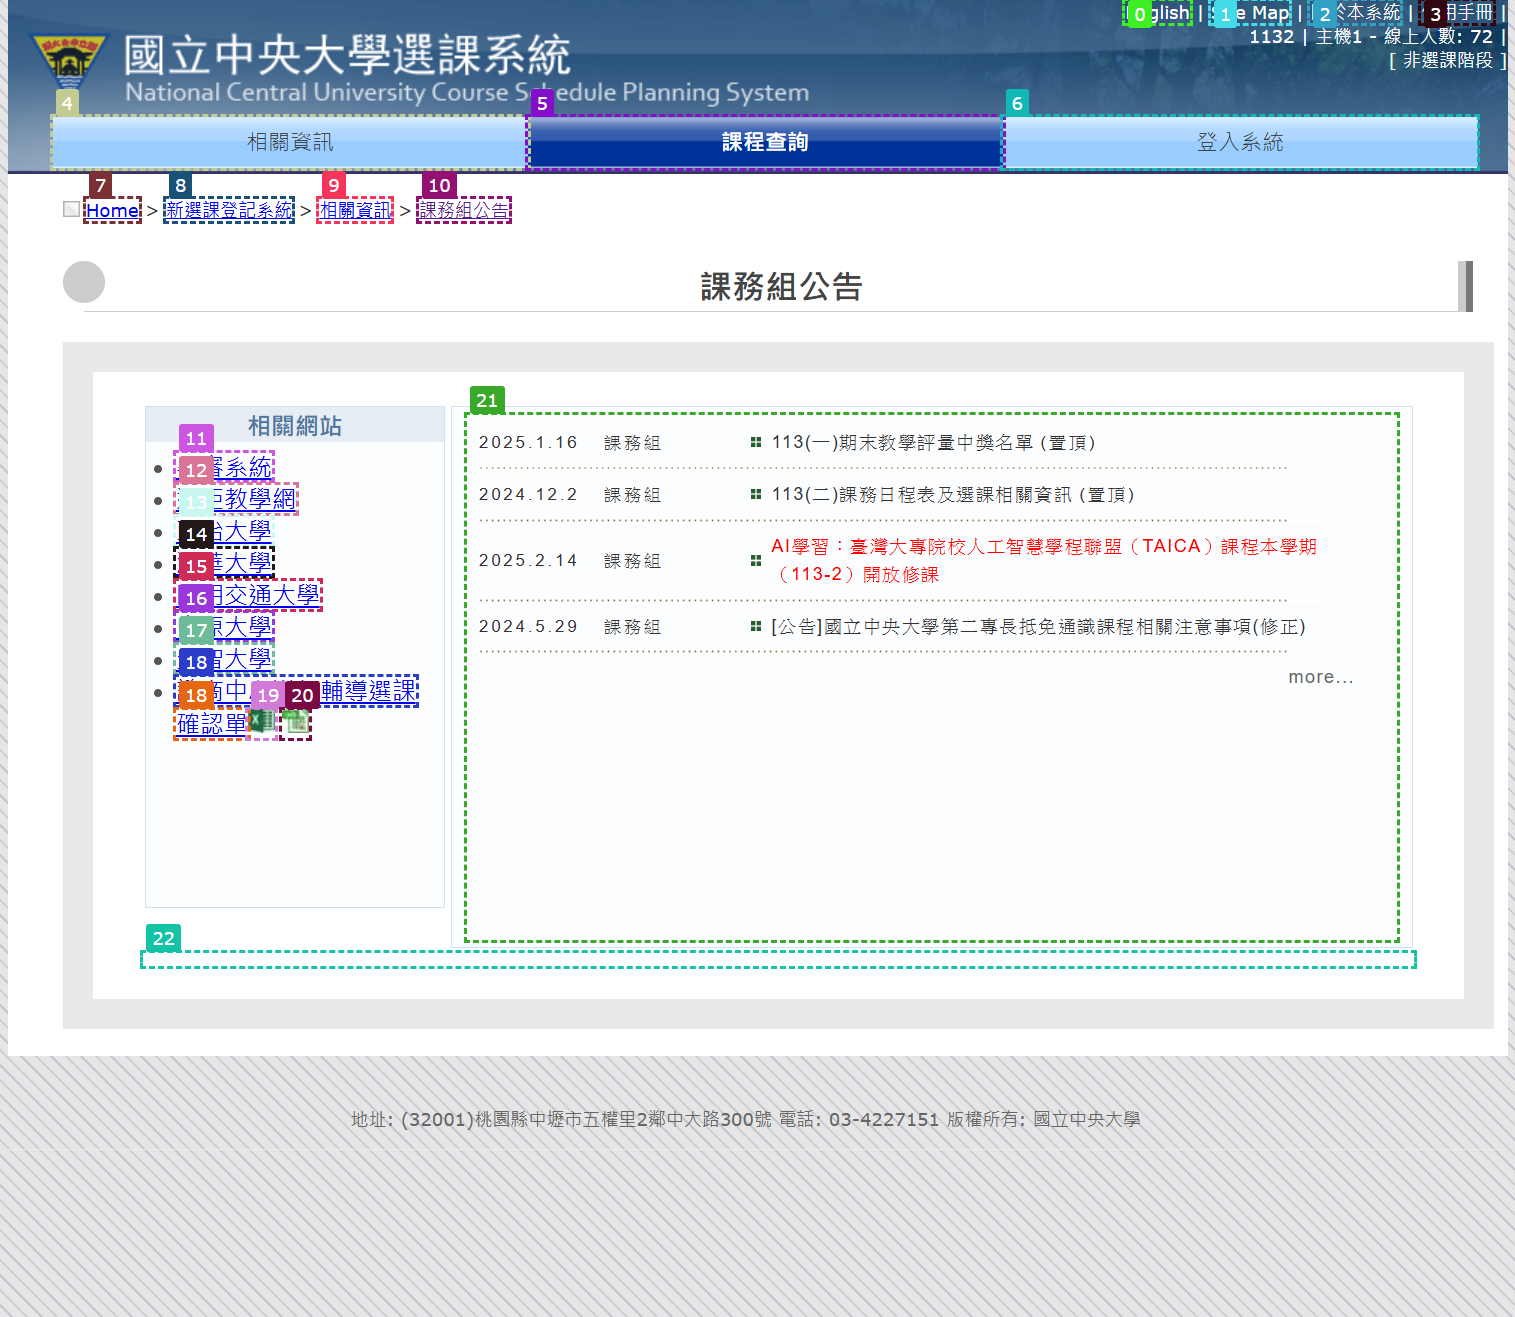 國立中央大學選課系統
National Central University Course Schedule Planning System
0 glish | 1 e Map | 2 本系統 | 3 手冊 |
1132 | 主機1 - 線上人數: 72 |
[ 非選課階段 ]
4 5 6
相關資訊 課程查詢 登入系統
7 8 9 10
Home > 新選課登記系統 > 相關資訊 > 課務組公告
課務組公告
相關網站
11 系統
12 教學網
13 大學
14 大學
15 交通大學
16 大學
17 大學
18 輔導選課
18 19 20
確認單
21
2025.1.16 課務組 113(一)期末教學評量中獎名單 (置頂)
2024.12.2 課務組 113(二)課務日程表及選課相關資訊 (置頂)
2025.2.14 課務組 AI學習：臺灣大專院校人工智慧學程聯盟（TAICA）課程本學期
（113-2）開放修課
2024.5.29 課務組 [公告]國立中央大學第二專長抵免通識課程相關注意事項(修正)
more...
22
地址: (32001)桃園縣中壢市五權里2鄰中大路300號 電話: 03-4227151 版權所有: 國立中央大學